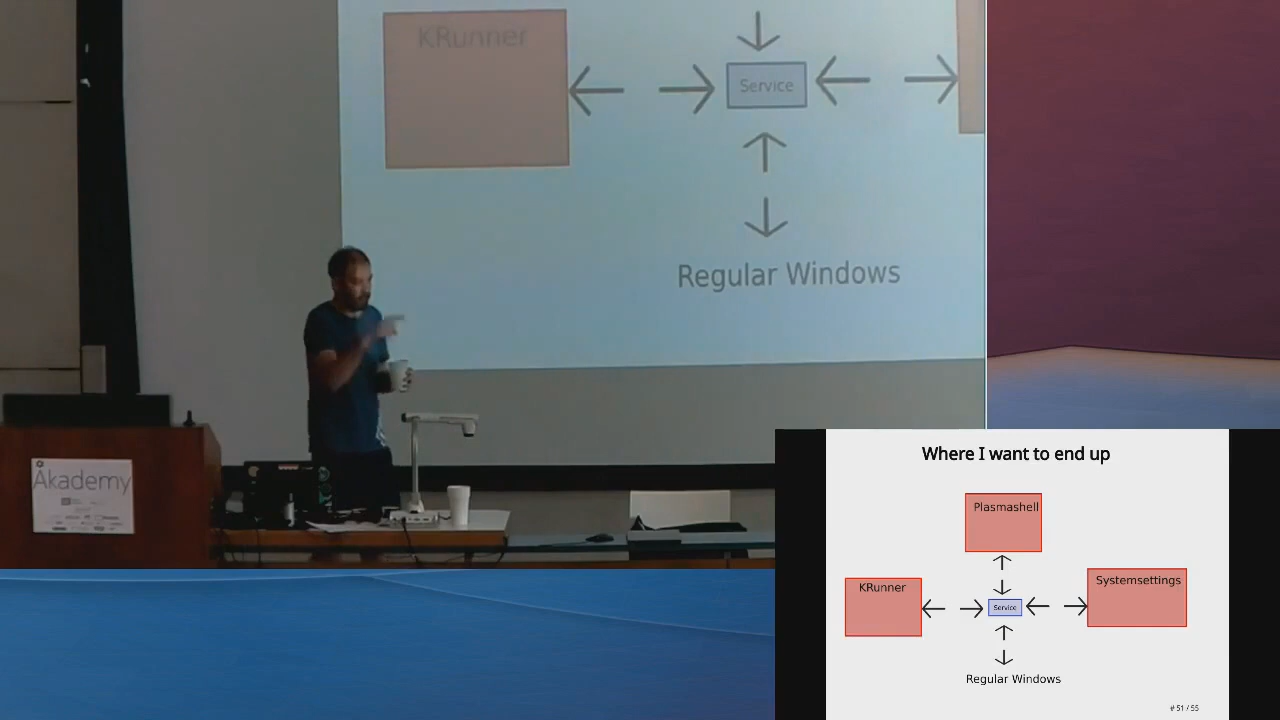 KRunner
Service
Regular Windows
Akademy
Where I want to end up
Plasmashell
KRunner
Systemsettings
Service
Regular Windows
# 51 / 55